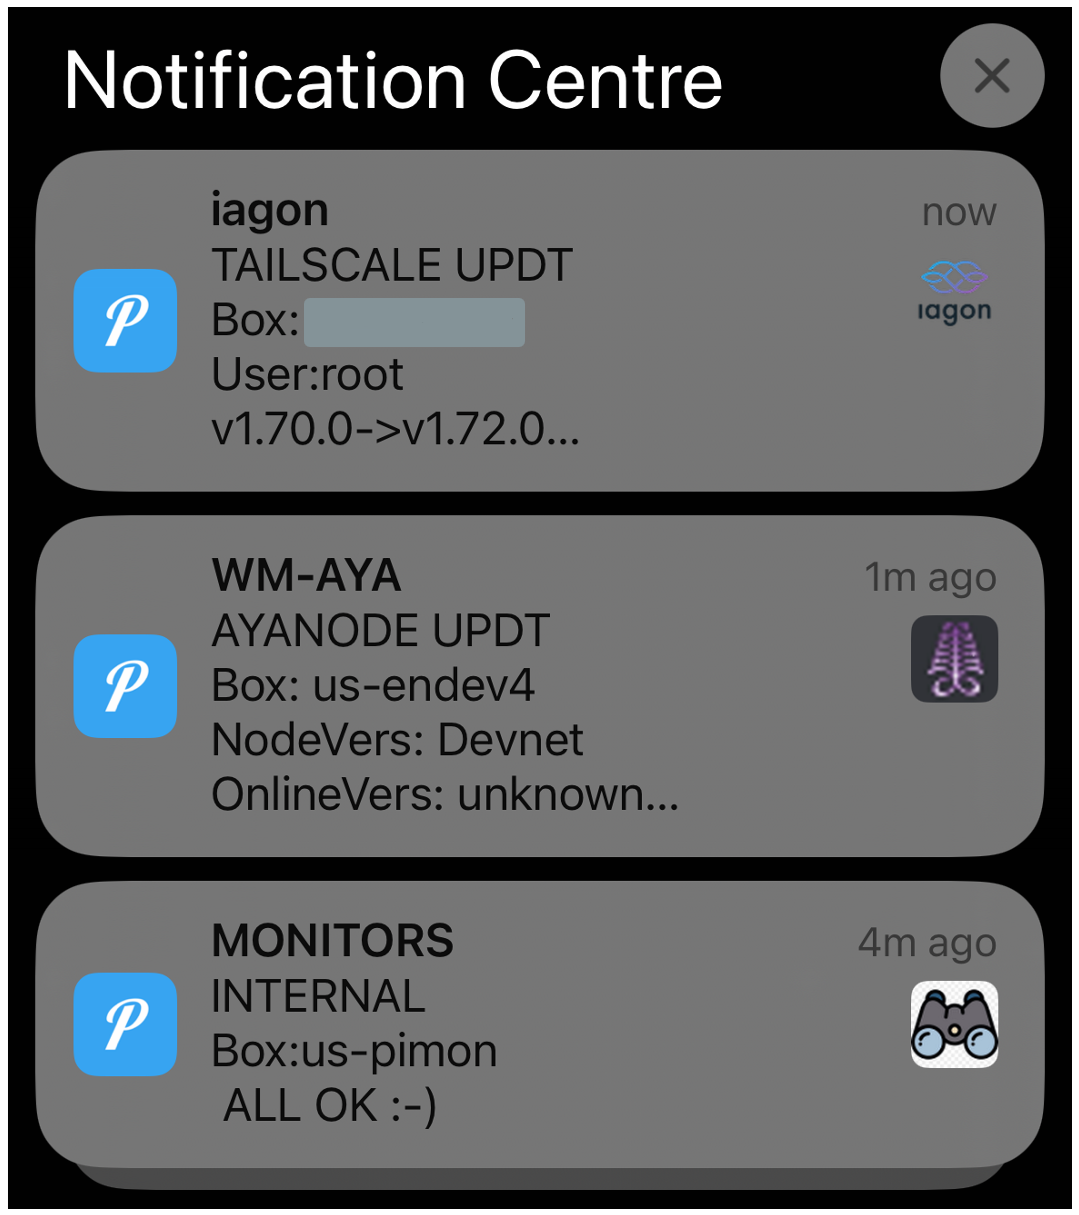 Notification Centre
iagon
now
TAILSCALE UPDT
Box:
User:root
v1.70.0->v1.72.0...
iagon
WM-AYA
1m ago
AYANODE UPDT
Box: us-endev4
NodeVers: Devnet
OnlineVers: unknown...
MONITORS
4m ago
INTERNAL
Box:us-pimon
ALL OK :-)